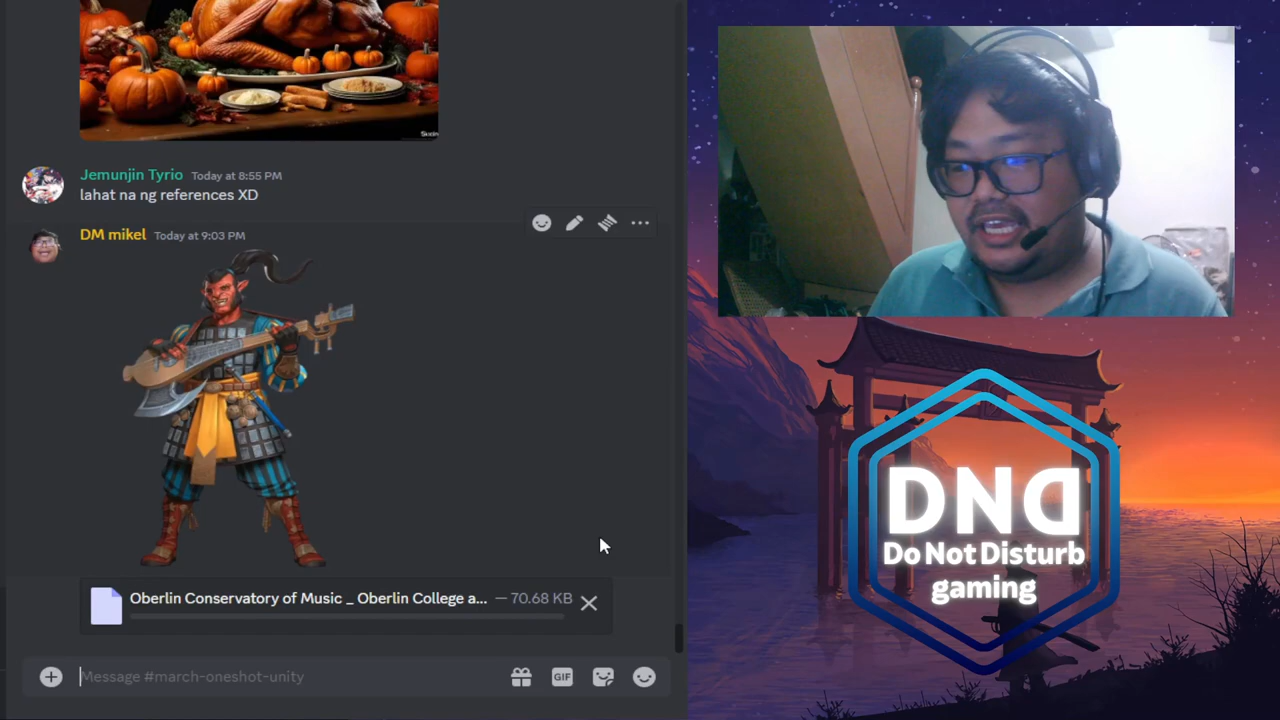 Jemunjin Tyrio Today at 8:55 PM
lahat na ng references XD
DM mikel Today at 9:03 PM
Oberlin Conservatory of Music _ Oberlin College a... — 70.68 KB
Message #march-oneshot-unity
GIF
DND
Do Not Disturb
gaming